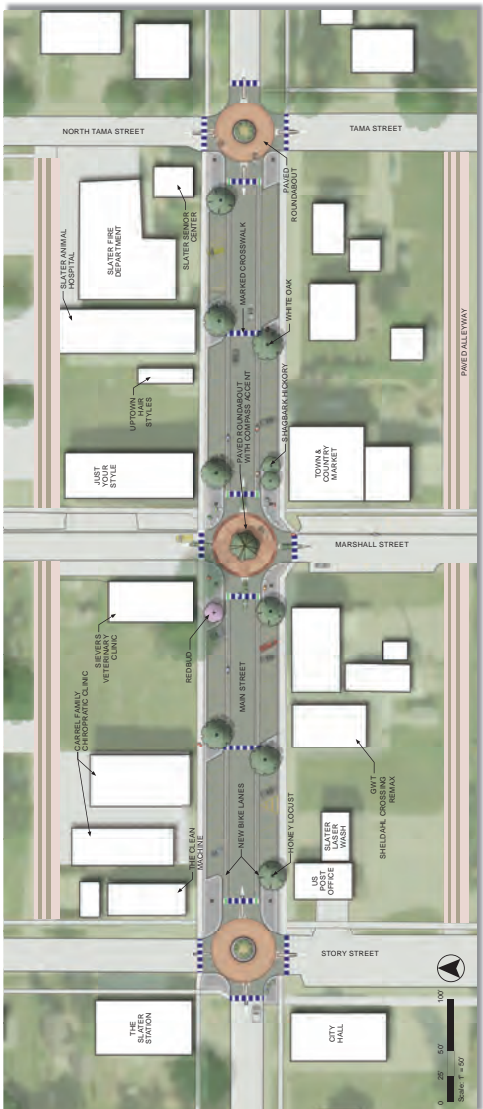 NORTH TAMA STREET
TAMA STREET
PAVED
ROUNDABOUT
SLATER SENIOR
CENTER
SLATER FIRE
DEPARTMENT
SLATER ANIMAL
HOSPITAL
MARKED CROSSWALK
WHITE OAK
UPTOWN
HAIR
STYLES
PAVED ROUNDABOUT
WITH COMPASS ACCENT
SHAGBARK HICKORY
PAVED ALLEYWAY
JUST
YOUR
STYLE
TOWN &
COUNTRY
MARKET
MARSHALL STREET
SIEVERS
VETERINARY
CLINIC
REDBUD
MAIN STREET
CARREL FAMILY
CHIROPRATIC CLINIC
GWT
SHELDAHL CROSSING
REMAX
THE CLEAN
MACHINE
NEW BIKE LANES
HONEY LOCUST
SLATER
LASER
WASH
US
POST
OFFICE
STORY STREET
THE
SLATER
STATION
CITY
HALL
0 25' 50' 100'
Scale: 1" = 50'